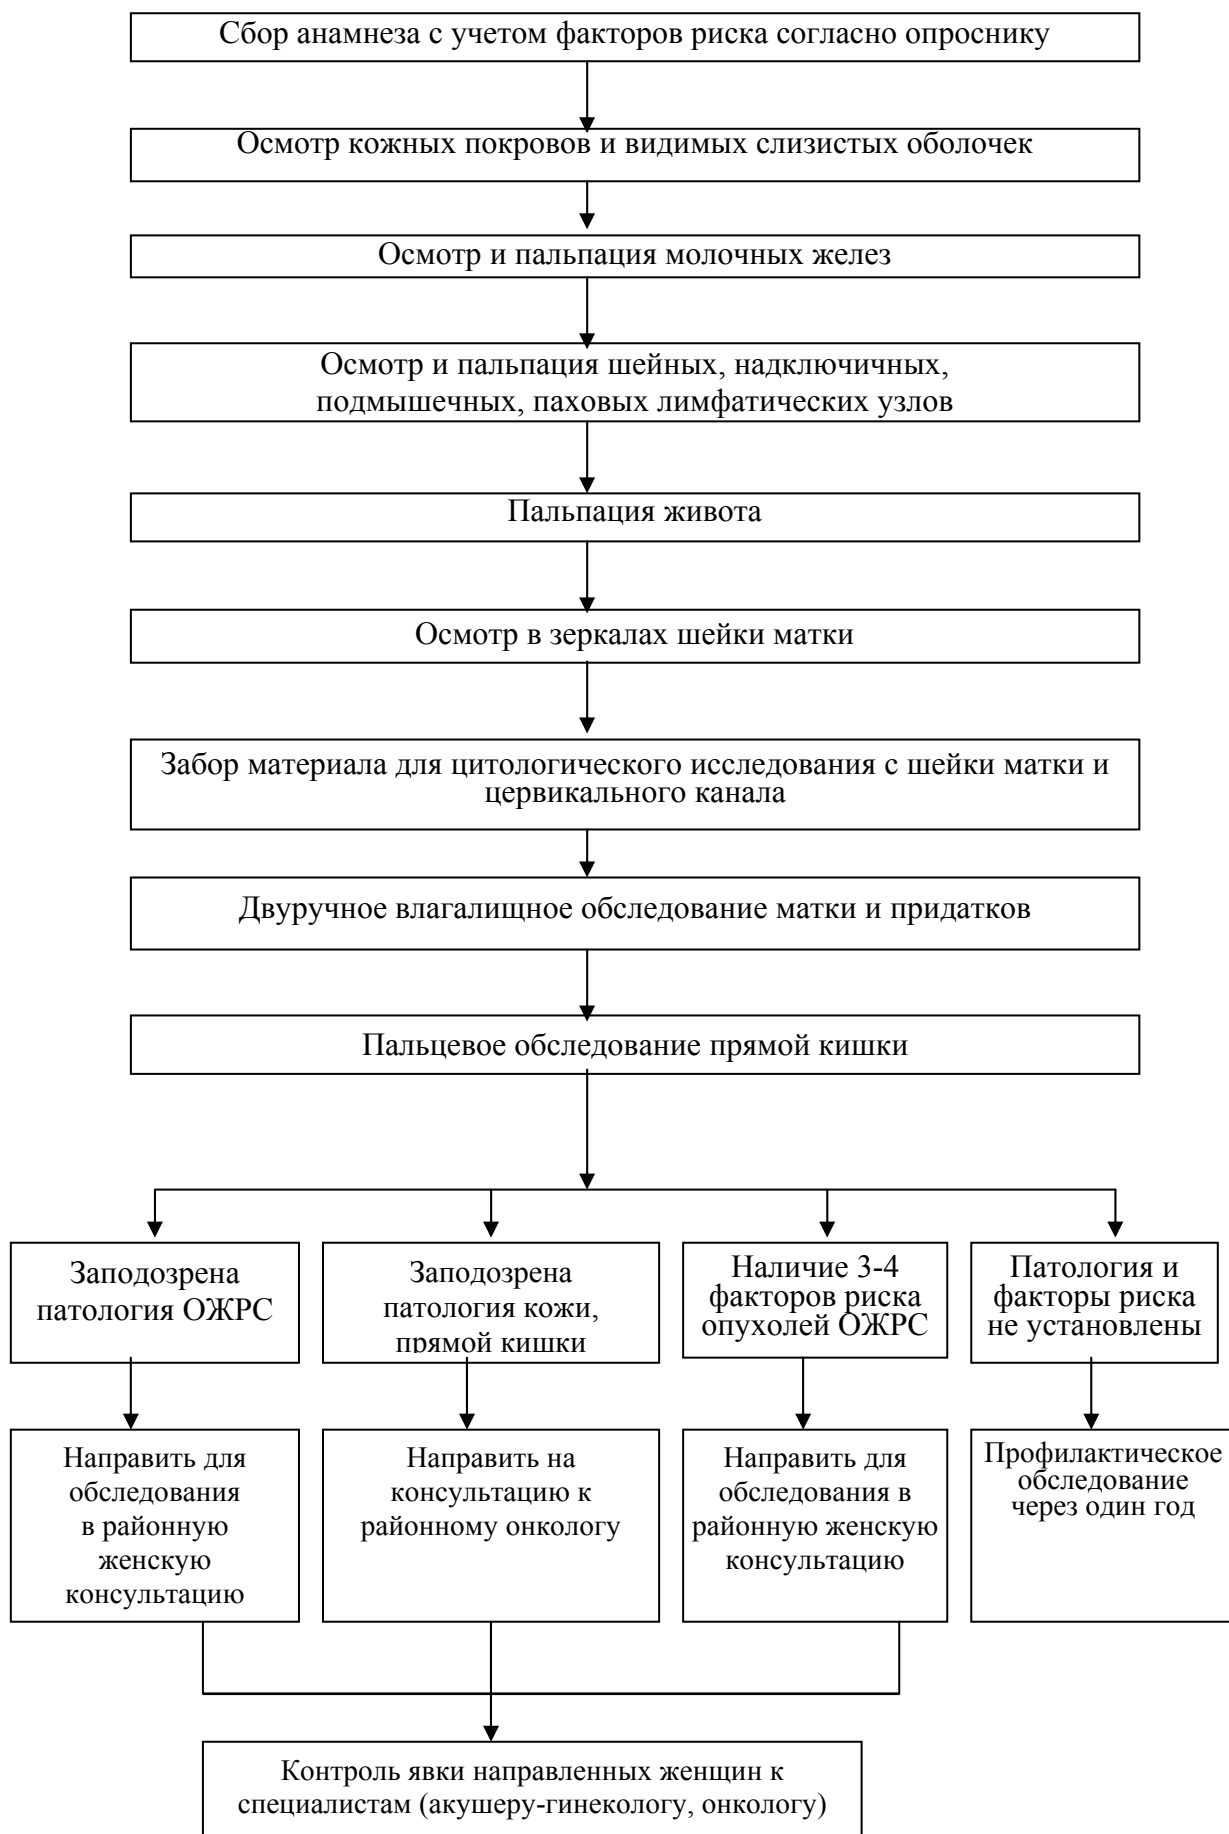 Сбор анамнеза с учетом факторов риска согласно опроснику
Осмотр кожных покровов и видимых слизистых оболочек
Осмотр и пальпация молочных желез
Осмотр и пальпация шейных, надключичных,
подмышечных, паховых лимфатических узлов
Пальпация живота
Осмотр в зеркалах шейки матки
Забор материала для цитологического исследования с шейки матки и
цервикального канала
Двуручное влагалищное обследование матки и придатков
Пальцевое обследование прямой кишки
Заподозрена
патология ОЖРС
Заподозрена
патология кожи,
прямой кишки
Наличие 3-4
факторов риска
опухолей ОЖРС
Патология и
факторы риска
не установлены
Направить для
обследования
в районную
женскую
консультацию
Направить на
консультацию к
районному онкологу
Направить для
обследования в
районную женскую
консультацию
Профилактическое
обследование
через один год
Контроль явки направленных женщин к
специалистам (акушеру-гинекологу, онкологу)